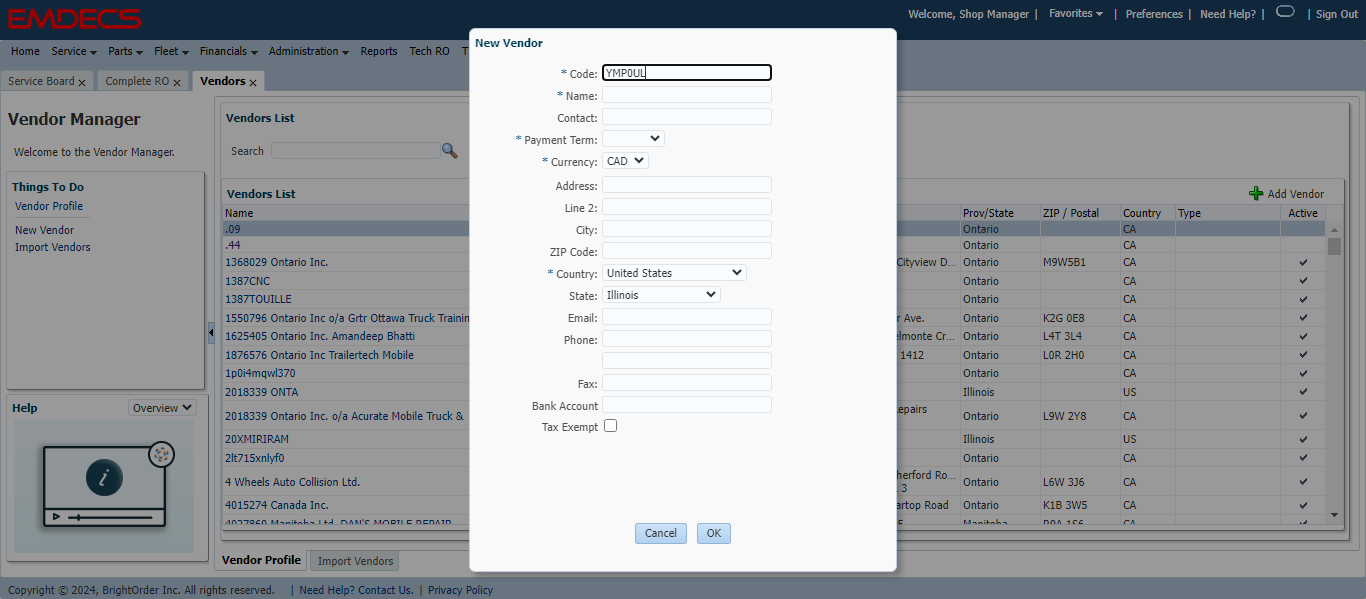 EMDECS
Welcome, Shop Manager | Favorites | Preferences | Need Help? | | Sign Out
Home Service Parts Fleet Financials Administration Reports Tech RO
Service Board x Complete RO x Vendors x
Vendor Manager
Welcome to the Vendor Manager.
Things To Do
Vendor Profile
New Vendor
Import Vendors
Help Overview
Vendors List
Search
Vendors List
Add Vendor
Name Prov/State ZIP / Postal Country Type Active
.09 Ontario CA
.44 Ontario CA
1368029 Ontario Inc. Cityview D... Ontario M9W5B1 CA
1387CNC Ontario CA
1387TOUILLE Ontario CA
1550796 Ontario Inc o/a Grtr Ottawa Truck Trainin Ave. Ontario K2G 0E8 CA
1625405 Ontario Inc. Amandeep Bhatti elmonte Cr... Ontario L4T 3L4 CA
1876576 Ontario Inc Trailertech Mobile 1412 Ontario L0R 2H0 CA
1p0i4mqwl370 Ontario CA
2018339 ONTA Illinois US
2018339 Ontario Inc. o/a Acurate Mobile Truck & epairs Ontario L9W 2Y8 CA
20XMIRIRAM Illinois US
2lt715xnlyf0 Ontario CA
4 Wheels Auto Collision Ltd. herford Ro... 3 Ontario L6W 3J6 CA
4015274 Canada Inc. artop Road Ontario K1B 3W5 CA
4027869 Manitoba Ltd. DAN'S MOBILE REPAIR Manitoba R0A 1S6 CA
New Vendor
* Code: YMP0UL
* Name:
Contact:
* Payment Term:
* Currency: CAD
Address:
Line 2:
City:
ZIP Code:
* Country: United States
State: Illinois
Email:
Phone:
Fax:
Bank Account
Tax Exempt
Cancel OK
Vendor Profile Import Vendors
Copyright © 2024, BrightOrder Inc. All rights reserved. | Need Help? Contact Us. | Privacy Policy